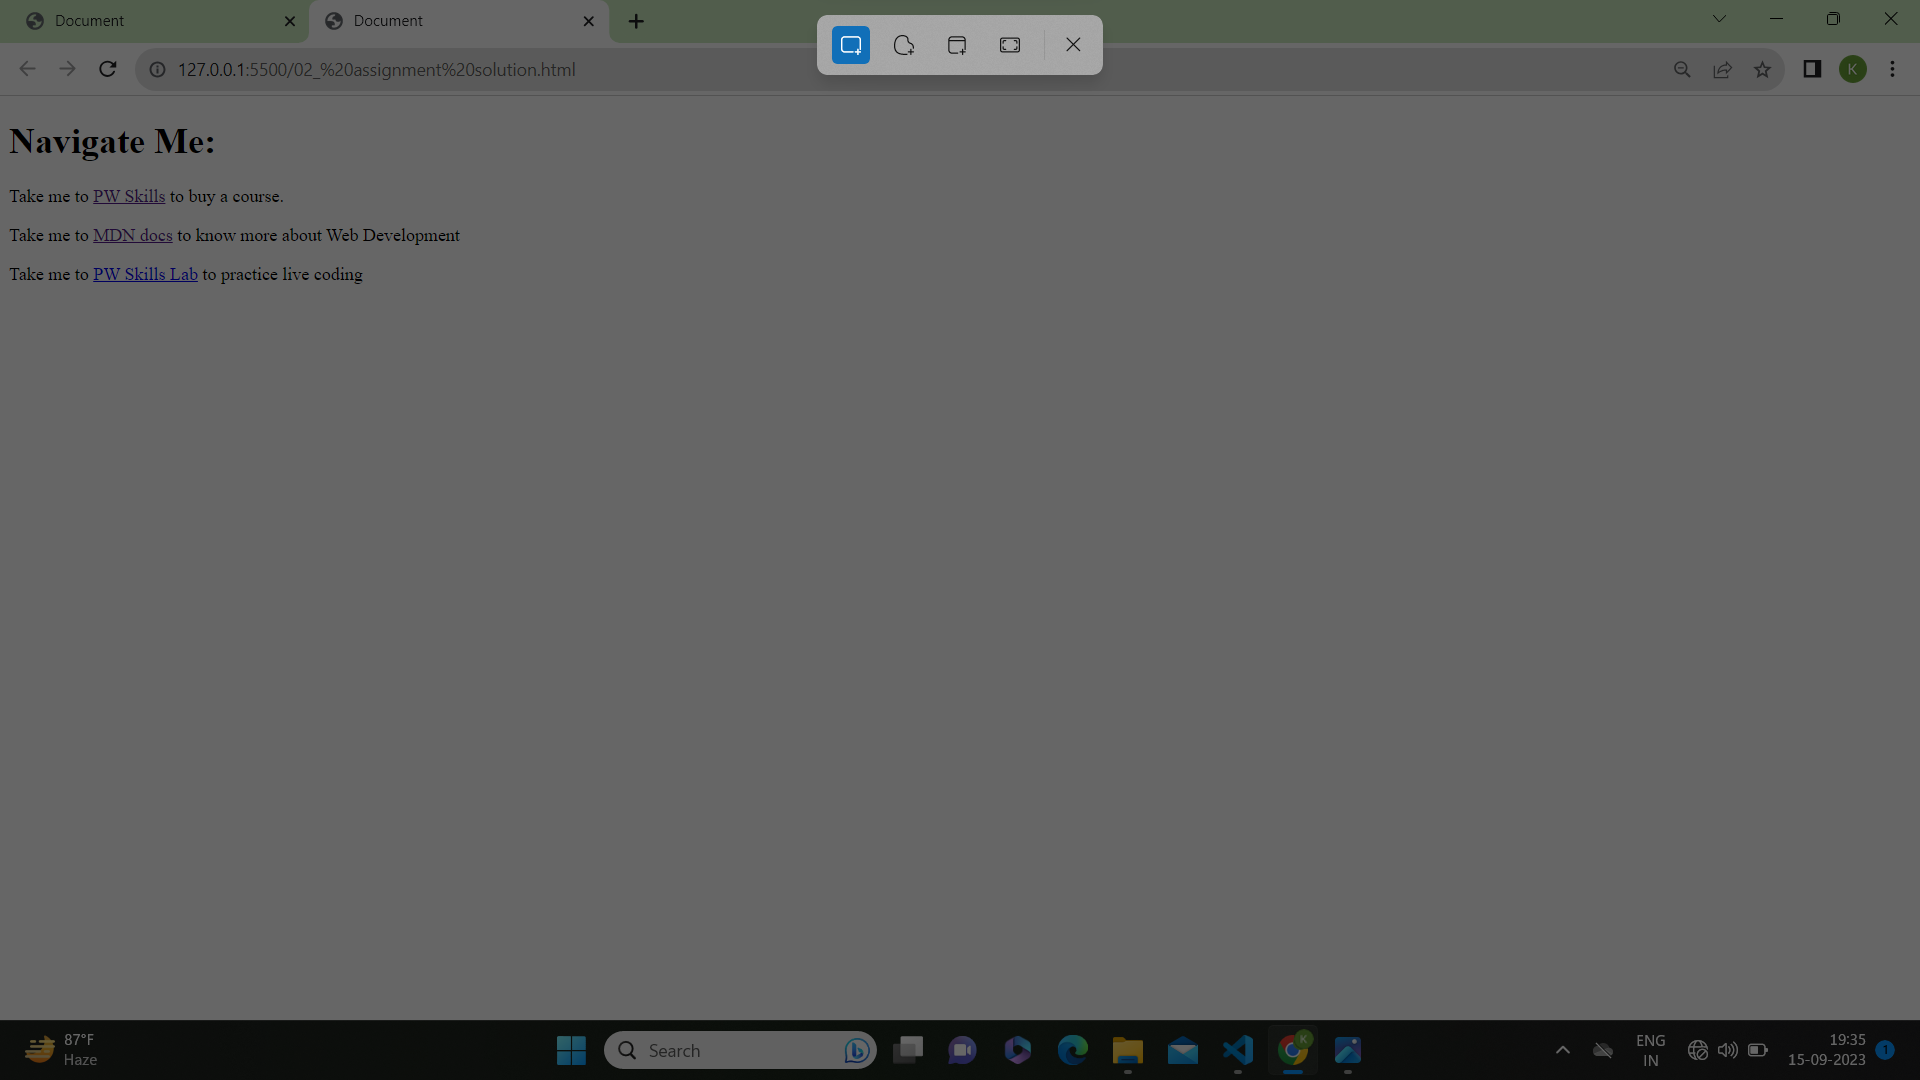 Document
Document
127.0.0.1:5500/02_%20assignment%20solution.html
K
Navigate Me:
Take me to PW Skills to buy a course.
Take me to MDN docs to know more about Web Development
Take me to PW Skills Lab to practice live coding
87°F
Haze
Search
K
ENG
IN
19:35
15-09-2023
1